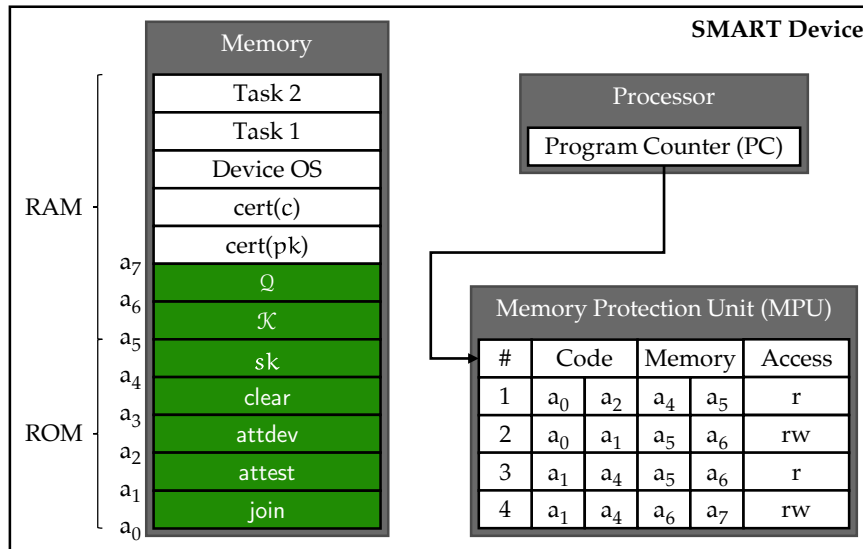 SMART Device
Memory
Task 2
Task 1
Device OS
cert(c)
cert(pk)
𝒬
𝒦
sk
clear
attdev
attest
join
RAM
ROM
a₇
a₆
a₅
a₄
a₃
a₂
a₁
a₀
Processor
Program Counter (PC)
Memory Protection Unit (MPU)
# Code Memory Access
1 a₀ a₂ a₄ a₅ r
2 a₀ a₁ a₅ a₆ rw
3 a₁ a₄ a₅ a₆ r
4 a₁ a₄ a₆ a₇ rw